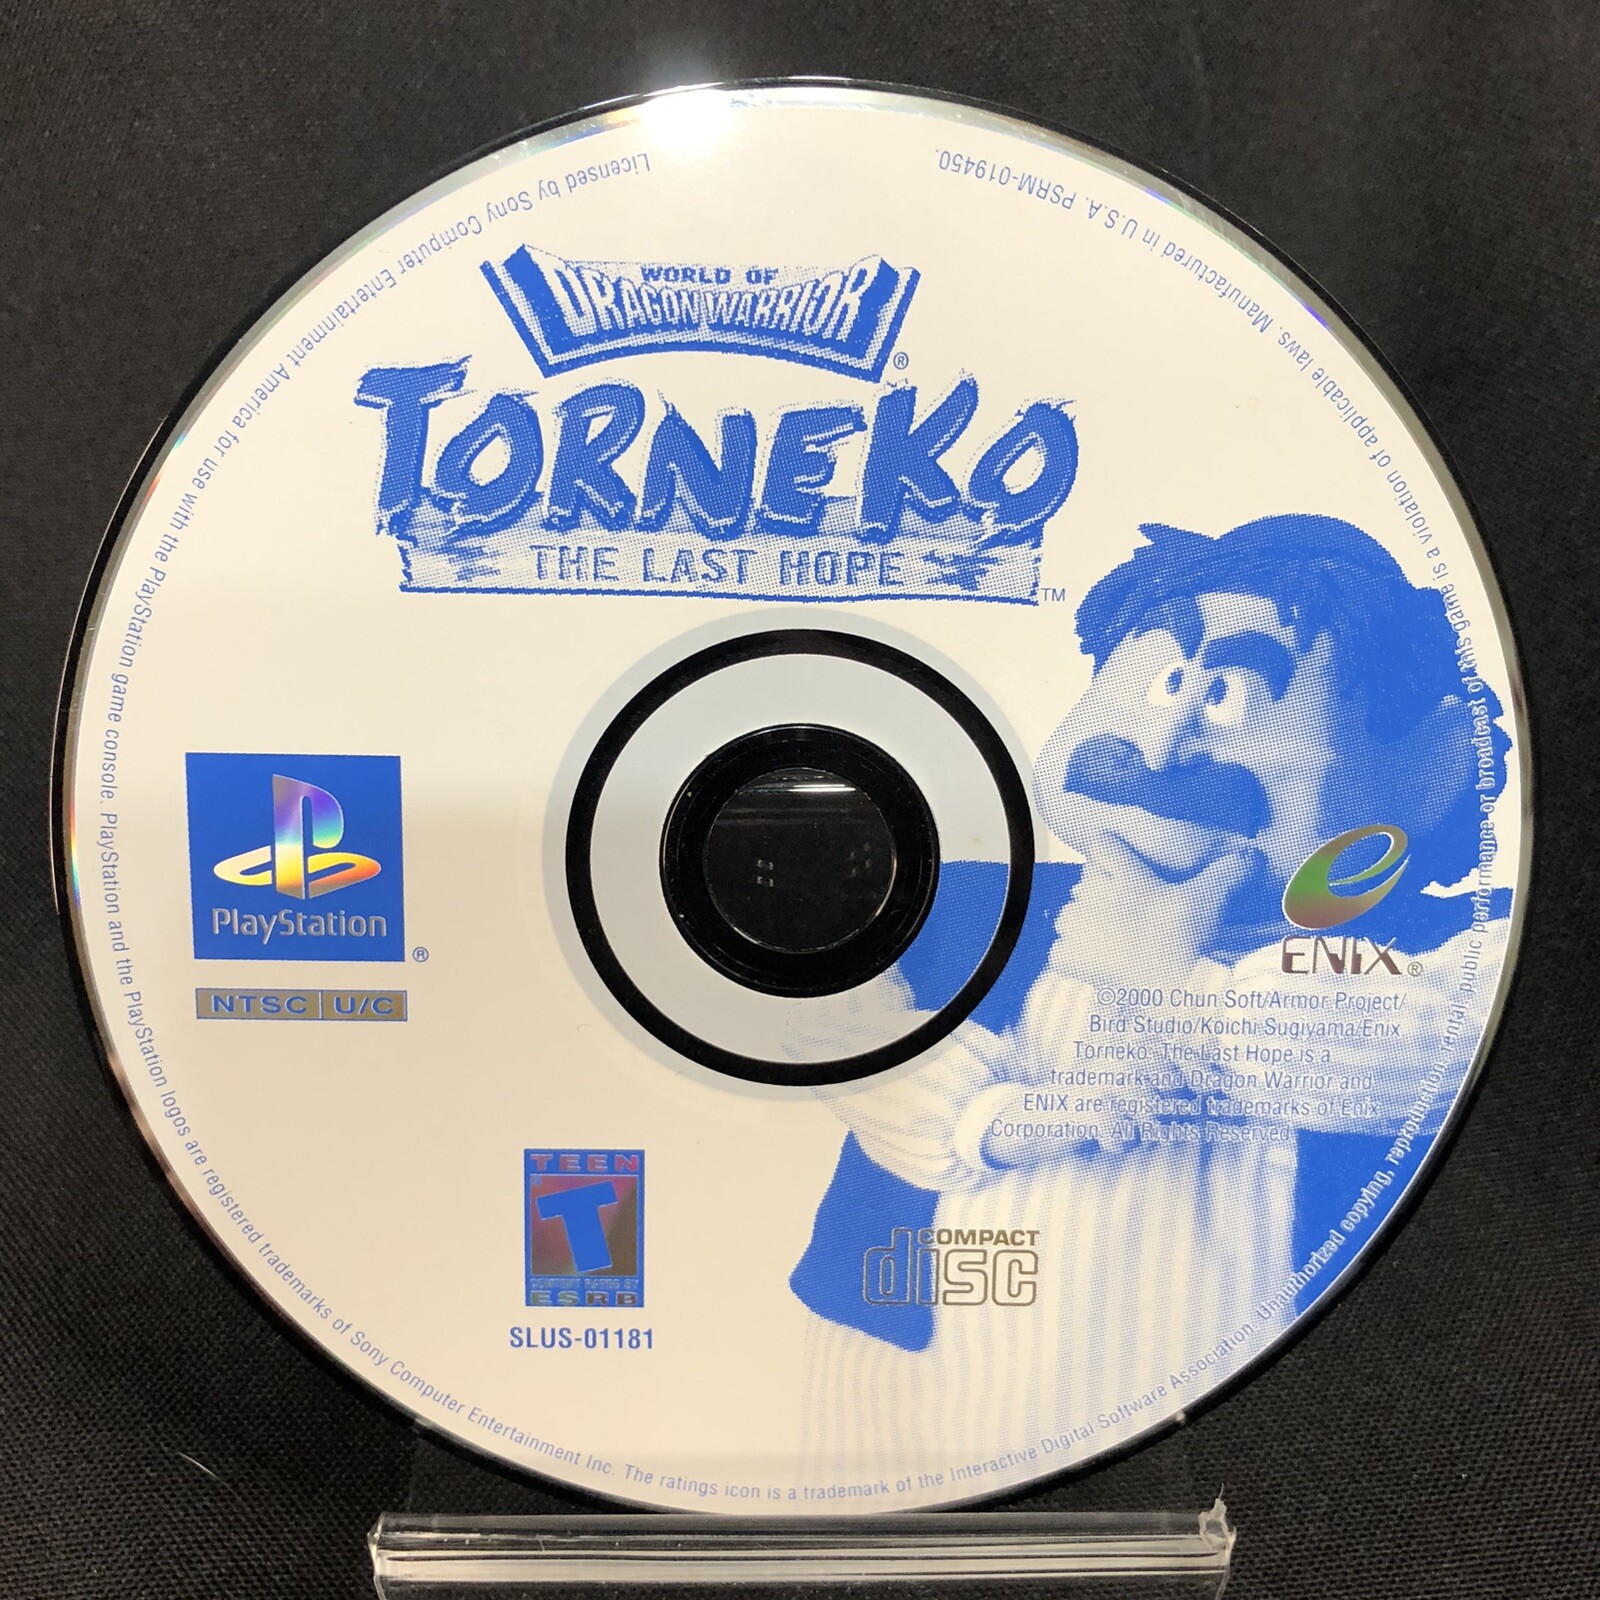 WORLD OF
DRAGON WARRIOR®
TORNEKO
THE LAST HOPE™
PlayStation®
NTSC U/C
ENIX®
©2000 Chun Soft/Armor Project/
Bird Studio/Koichi Sugiyama/Enix
Torneko: The Last Hope is a
trademark and Dragon Warrior and
ENIX are registered trademarks of Enix
Corporation. All Rights Reserved.
TEEN
T
CONTENT RATED BY
ESRB
SLUS-01181
COMPACT
disc
Licensed by Sony Computer Entertainment America for use with the PlayStation game console. PlayStation and the PlayStation logos are registered trademarks of Sony Computer Entertainment Inc. The ratings icon is a trademark of the Interactive Digital Software Association. Unauthorized copying, reproduction, rental, public performance or broadcast of this game is a violation of applicable laws. Manufactured in U.S.A. PSRM-019450